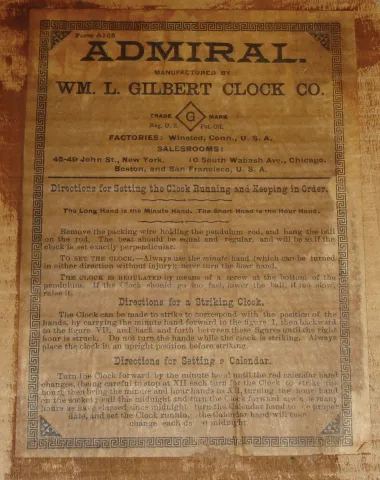 Form A165
ADMIRAL.
MANUFACTURED BY
WM. L. GILBERT CLOCK CO.
TRADE G MARK
Reg. U. S. Pat. Off.
FACTORIES: Winsted, Conn., U. S. A.
SALESROOMS:
45-49 John St., New York, 10 South Wabash Ave., Chicago,
Boston, and San Francisco, U. S. A.
Directions for Setting the Clock Running and Keeping in Order.
The Long Hand is the Minute Hand. The Short Hand is the Hour Hand.
Remove the packing wire holding the pendulum rod, and hang the ball
on the rod. The beat should be equal and regular, and will be so if the
clock is set exactly perpendicular.
TO SET THE CLOCK.—Always use the minute hand (which can be turned
in either direction without injury); never turn the hour hand.
THE CLOCK IS REGULATED by means of a screw at the bottom of the
pendulum. If the Clock should go too fast, lower the ball, if too slow,
raise it.
Directions for a Striking Clock.
The Clock can be made to strike to correspond with the position of the
hands, by carrying the minute hand forward to the figure I, then backward
to the figure VII, and back and forth between these figures until the right
hour is struck. Do not turn the hands while the clock is striking. Always
place the clock in an upright position before striking.
Directions for Setting a Calendar.
Turn the Clock forward by the minute hand until the red calendar hand
changes, (being careful to stop at XII each turn for the Clock to strike the
hour), then bring the minute and hour hands to XII, turning the hour hand
on the socket; call this midnight and turn the Clock forward as many
hours as have elapsed since midnight; turn the Calendar hand to the proper
date, and set the Clock running, the Calendar hand will then
change each day at midnight.